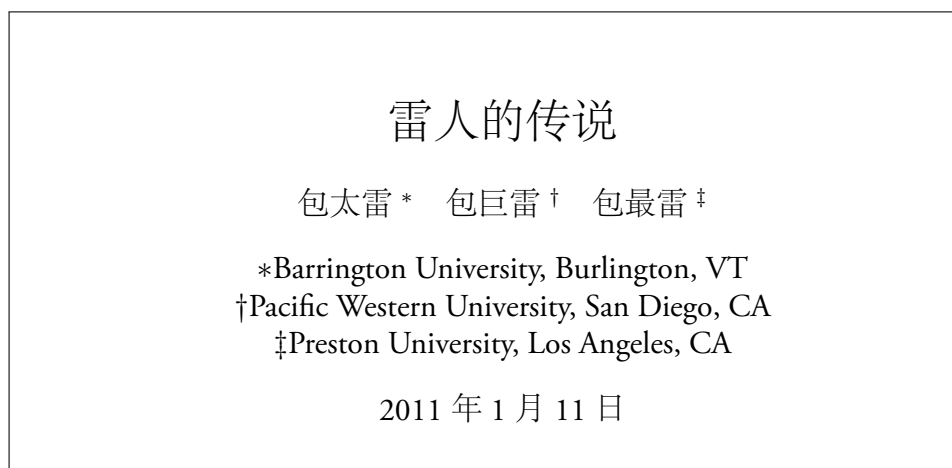 雷人的传说
包太雷 * 包巨雷 † 包最雷 ‡
*Barrington University, Burlington, VT
†Pacific Western University, San Diego, CA
‡Preston University, Los Angeles, CA
2011 年 1 月 11 日